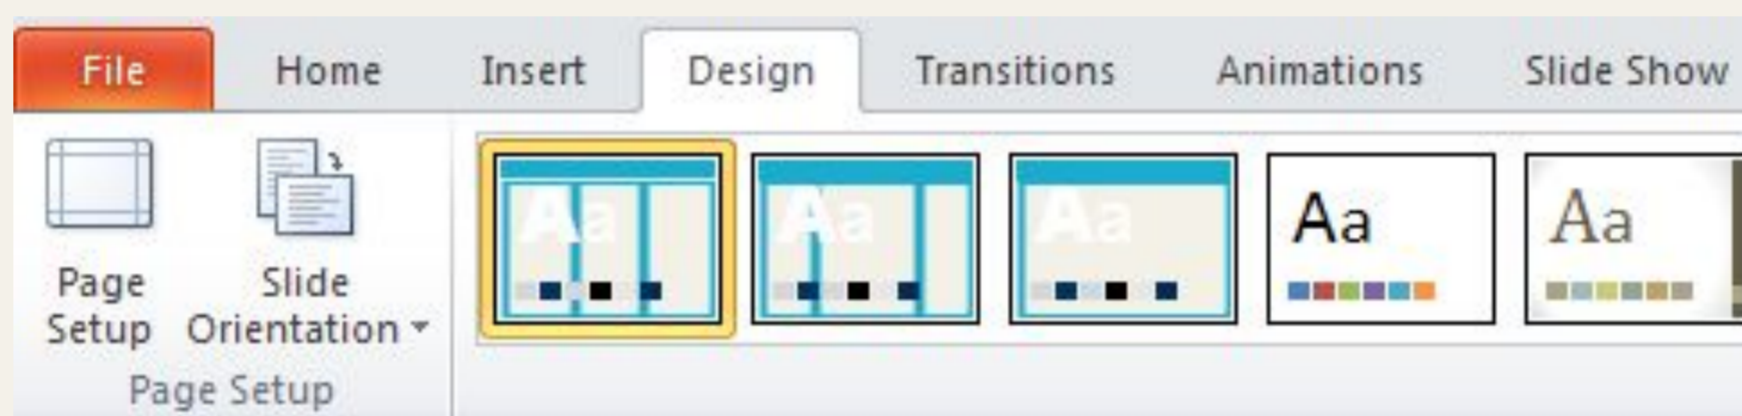 File Home Insert Design Transitions Animations Slide Show
Aa Aa Aa Aa Aa
Page Setup
Slide Orientation
Page Setup